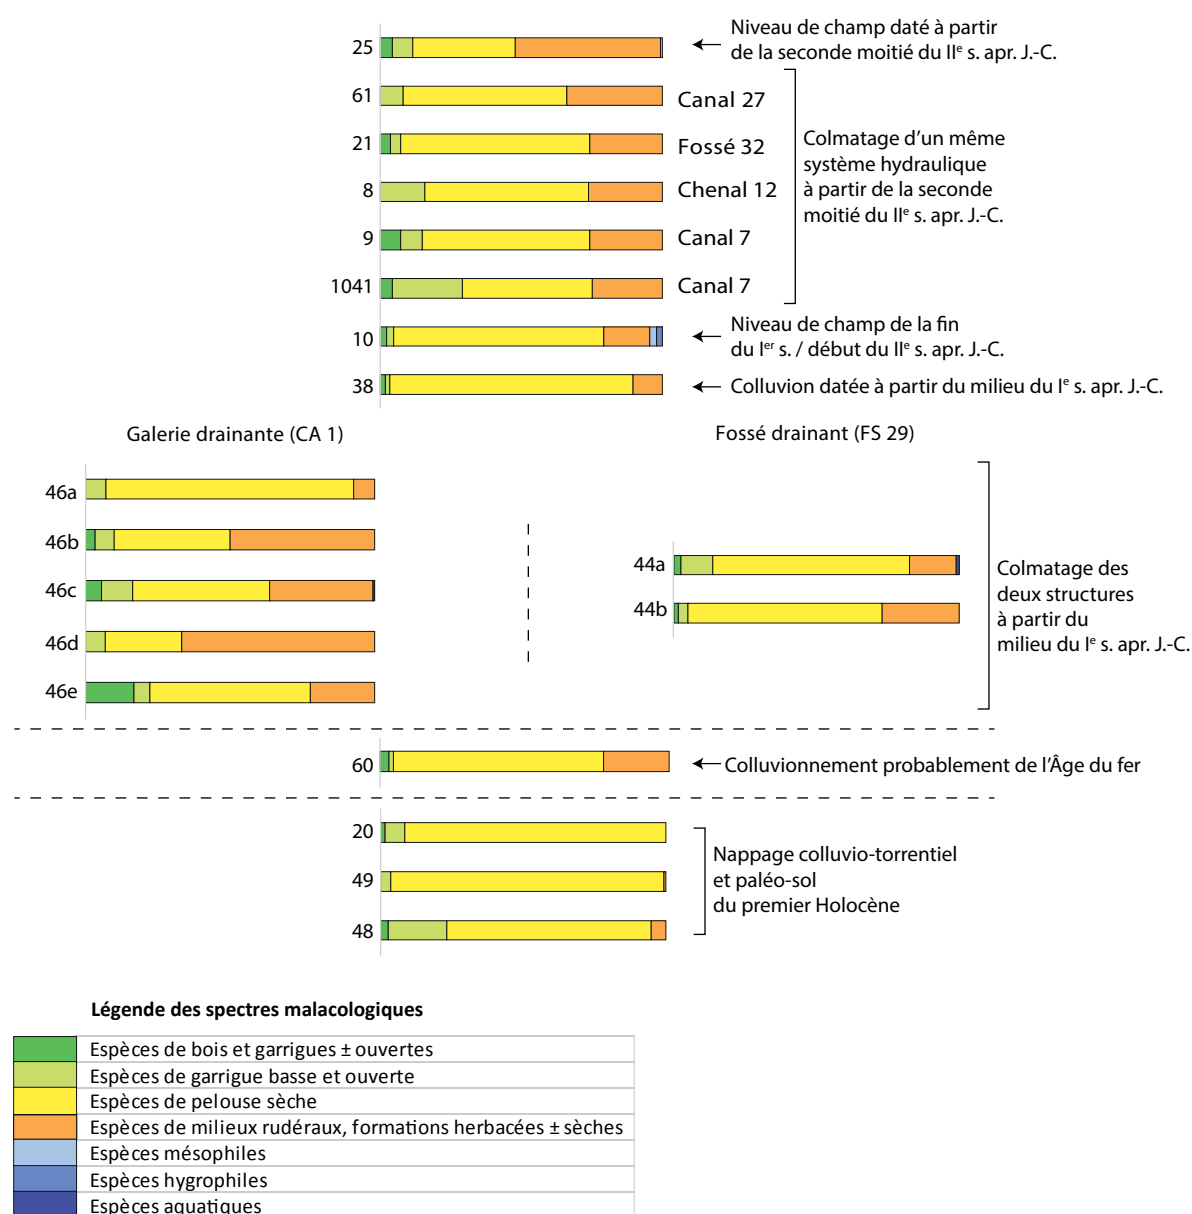 25
Niveau de champ daté à partir
de la seconde moitié du IIe s. apr. J.-C.
61
Canal 27
21
Fossé 32
8
Chenal 12
9
Canal 7
1041
Canal 7
Colmatage d'un même
système hydraulique
à partir de la seconde
moitié du IIe s. apr. J.-C.
10
Niveau de champ de la fin
du Ier s. / début du IIe s. apr. J.-C.
38
Colluvion datée à partir du milieu du Ie s. apr. J.-C.
Galerie drainante (CA 1)
Fossé drainant (FS 29)
46a
46b
46c
46d
46e
44a
44b
Colmatage des
deux structures
à partir du
milieu du Ie s. apr. J.-C.
60
Colluvionnement probablement de l'Âge du fer
20
49
48
Nappage colluvio-torrentiel
et paléo-sol
du premier Holocène
Légende des spectres malacologiques
Espèces de bois et garrigues ± ouvertes
Espèces de garrigue basse et ouverte
Espèces de pelouse sèche
Espèces de milieux rudéraux, formations herbacées ± sèches
Espèces mésophiles
Espèces hygrophiles
Espèces aquatiques